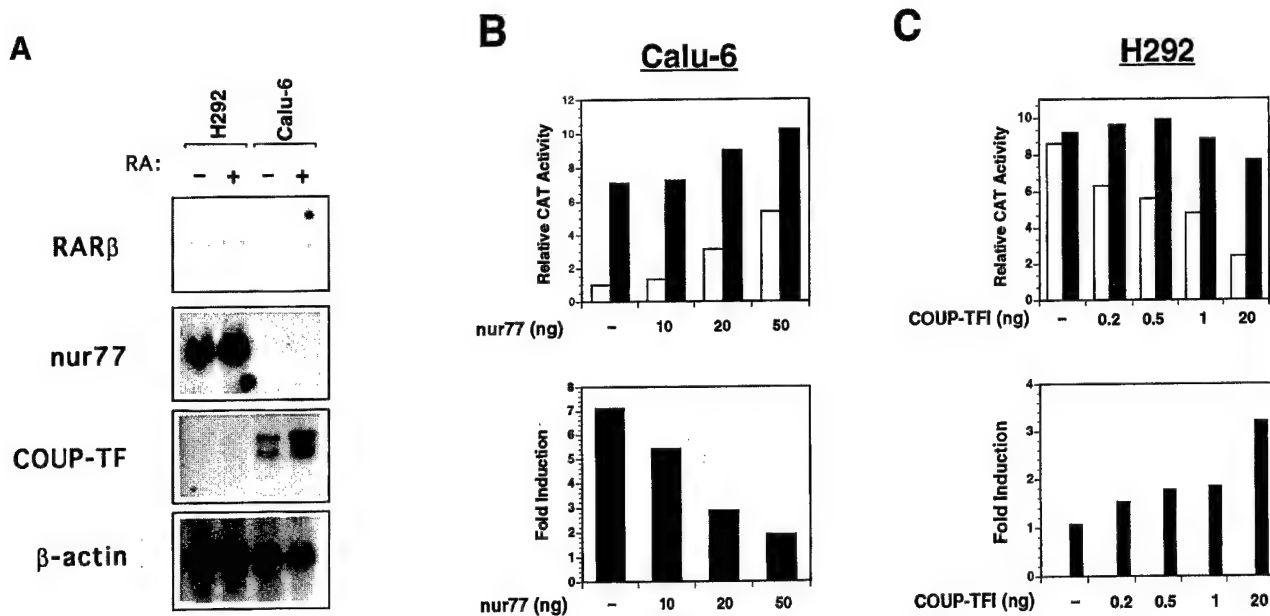 A
H292
Calu-6
RA:
– + – +
RARβ
nur77
COUP-TF
β-actin
B
Calu-6
Relative CAT Activity
12
10
8
6
4
2
0
nur77 (ng) – 10 20 50
Fold Induction
8
7
6
5
4
3
2
1
0
nur77 (ng) – 10 20 50
C
H292
Relative CAT Activity
10
8
6
4
2
0
COUP-TFI (ng) – 0.2 0.5 1 20
Fold Induction
4
3
2
1
0
COUP-TFI (ng) – 0.2 0.5 1 20